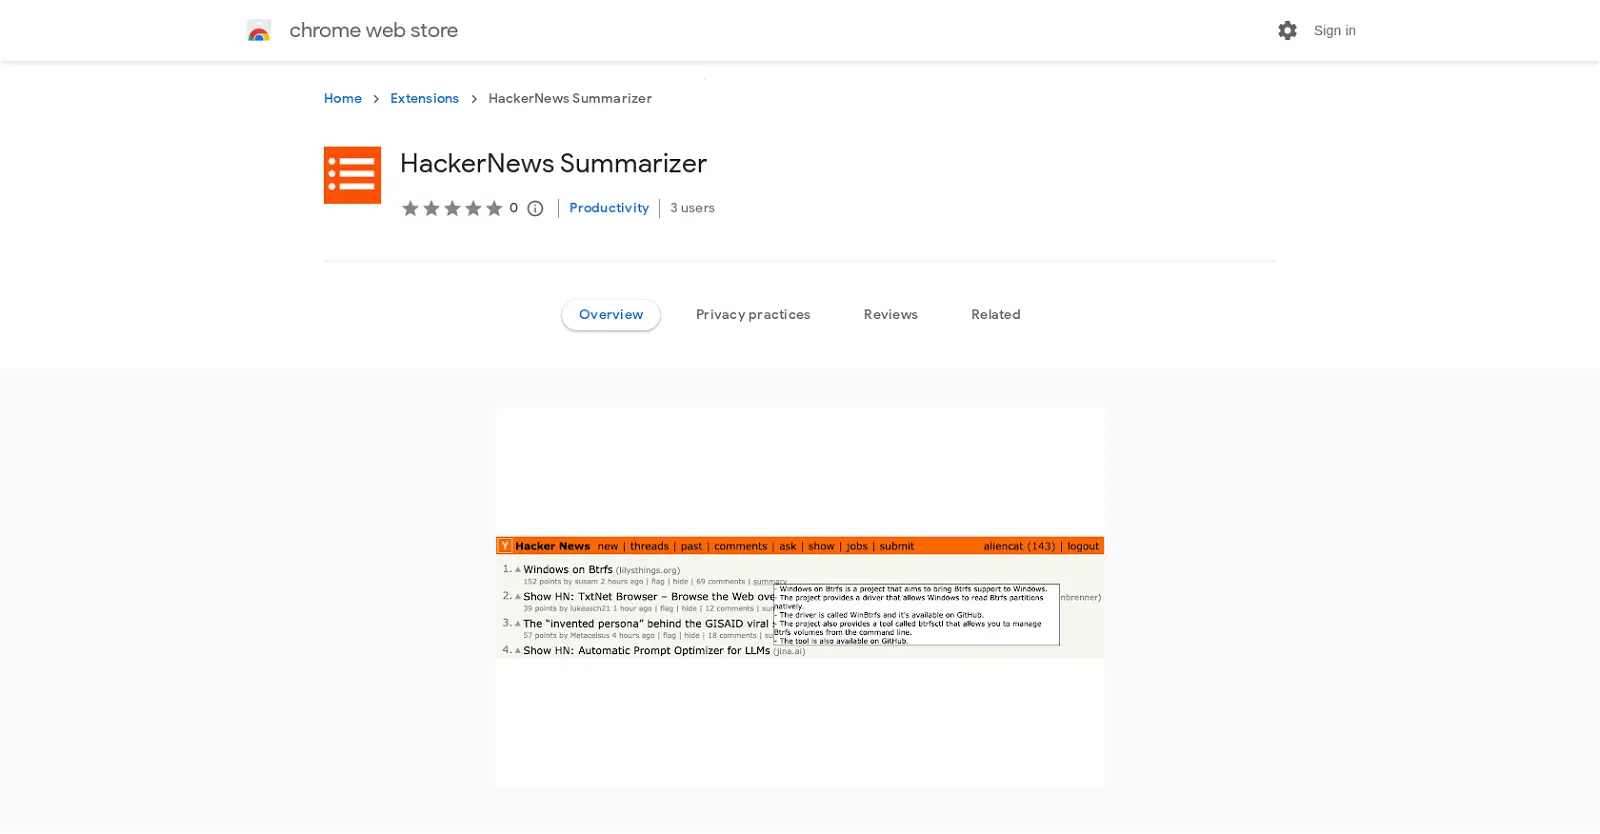 chrome web store
Sign in
Home > Extensions > HackerNews Summarizer
HackerNews Summarizer
0 | Productivity | 3 users
Overview
Privacy practices
Reviews
Related
Y Hacker News new | threads | past | comments | ask | show | jobs | submit
aliencat (143) | logout
1. Windows on Btrfs (lilysthings.org)
152 points by susam 2 hours ago | flag | hide | 69 comments | summary
2. Show HN: TxtNet Browser – Browse the Web ove
nbrenner)
39 points by lukeasch21 1 hour ago | flag | hide | 12 comments | sum
3. The “invented persona” behind the GISAID viral
57 points by Metacelsus 4 hours ago | flag | hide | 18 comments | su
4. Show HN: Automatic Prompt Optimizer for LLMs (jina.ai)
- Windows on Btrfs is a project that aims to bring Btrfs support to Windows.
- The project provides a driver that allows Windows to read Btrfs partitions
natively.
- The driver is called WinBtrfs and it's available on GitHub.
- The project also provides a tool called btrfsctl that allows you to manage
Btrfs volumes from the command line.
- The tool is also available on GitHub.